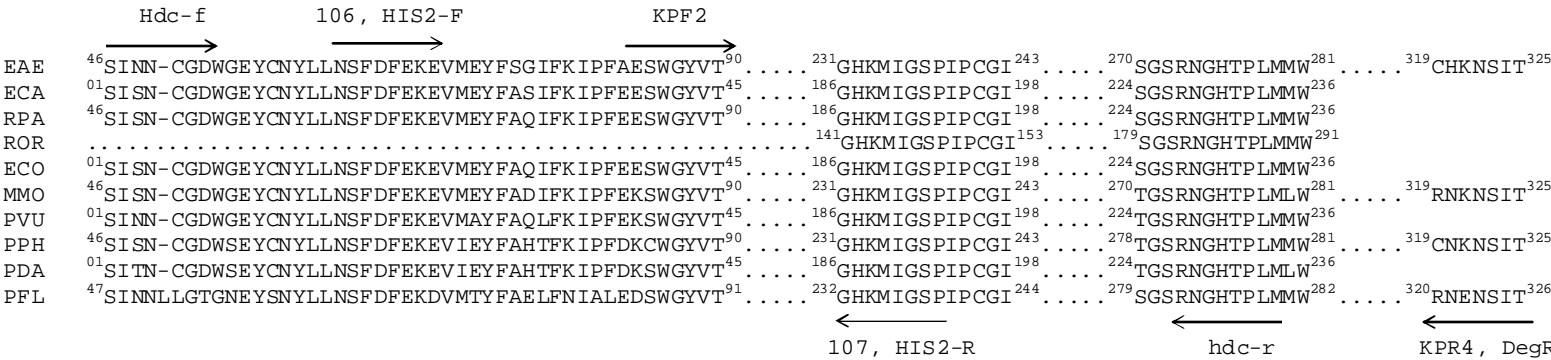 Hdc-f 106, HIS2-F KPF2
EAE 46SINN-CGDWGEYCNYLLNSFDFEKEVMEYFSGIFKIPFAESWGYVT90.....231GHKMIGSPIPCGI243.....270SGSRNGHTPLMMW281.....319CHKNSIT325
ECA 01SISN-CGDWGEYCNYLLNSFDFEKEVMEYFASIFKIPFEESWGYVT45.....186GHKMIGSPIPCGI198.....224SGSRNGHTPLMMW236
RPA 46SISN-CGDWGEYCNYLLNSFDFEKEVMEYFAQIFKIPFEESWGYVT90.....186GHKMIGSPIPCGI198.....224SGSRNGHTPLMMW236
ROR ......................................................141GHKMIGSPIPCGI153.....179SGSRNGHTPLMMW291
ECO 01SISN-CGDWGEYCNYLLNSFDFEKEVMEYFAQIFKIPFEESWGYVT45.....186GHKMIGSPIPCGI198.....224SGSRNGHTPLMMW236
MMO 46SISN-CGDWGEYCNYLLNSFDFEKEVMEYFADIFKIPFEKSWGYVT90.....231GHKMIGSPIPCGI243.....270TGSRNGHTPLMLW281.....319RNKNSIT325
PVU 01SINN-CGDWGEYCNYLLNSFDFEKEVMAYFAQLFKIPFEKSWGYVT45.....186GHKMIGSPIPCGI198.....224TGSRNGHTPLMMW236
PPH 46SISN-CGDWSEYCNYLLNSFDFEKEVIEYFAHTFKIPFDKCWGYVT90.....231GHKMIGSPIPCGI243.....278TGSRNGHTPLMMW281.....319CNKNSIT325
PDA 01SITN-CGDWSEYCNYLLNSFDFEKEVIEYFAHTFKIPFDKSWGYVT45.....186GHKMIGSPIPCGI198.....224TGSRNGHTPLMLW236
PFL 47SINNLLGTGNEYSNYLLNSFDFEKDVMTYFAELFNIALEDSWGYVT91.....232GHKMIGSPIPCGI244.....279SGSRNGHTPLMMW282.....320RNENSIT326
107, HIS2-R hdc-r KPR4, DegR